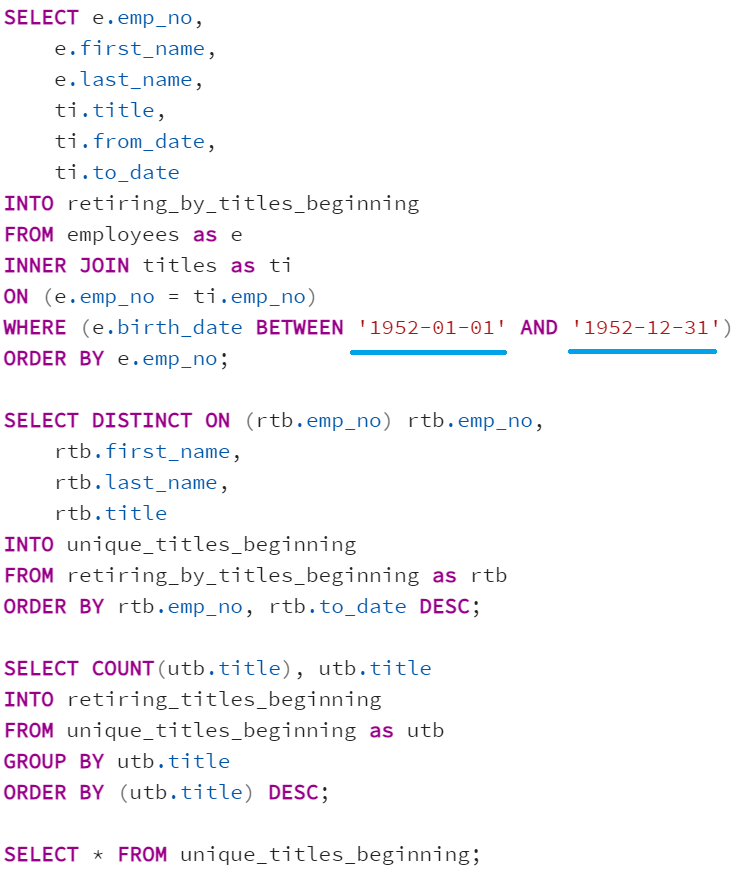 SELECT e.emp_no,
    e.first_name,
    e.last_name,
    ti.title,
    ti.from_date,
    ti.to_date
INTO retiring_by_titles_beginning
FROM employees as e
INNER JOIN titles as ti
ON (e.emp_no = ti.emp_no)
WHERE (e.birth_date BETWEEN '1952-01-01' AND '1952-12-31')
ORDER BY e.emp_no;

SELECT DISTINCT ON (rtb.emp_no) rtb.emp_no,
    rtb.first_name,
    rtb.last_name,
    rtb.title
INTO unique_titles_beginning
FROM retiring_by_titles_beginning as rtb
ORDER BY rtb.emp_no, rtb.to_date DESC;

SELECT COUNT(utb.title), utb.title
INTO retiring_titles_beginning
FROM unique_titles_beginning as utb
GROUP BY utb.title
ORDER BY (utb.title) DESC;

SELECT * FROM unique_titles_beginning;